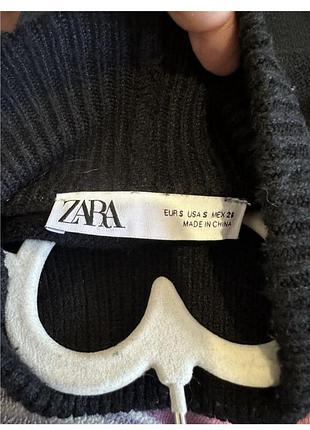 ZARA
EUR S USA S MEX 26
MADE IN CHINA